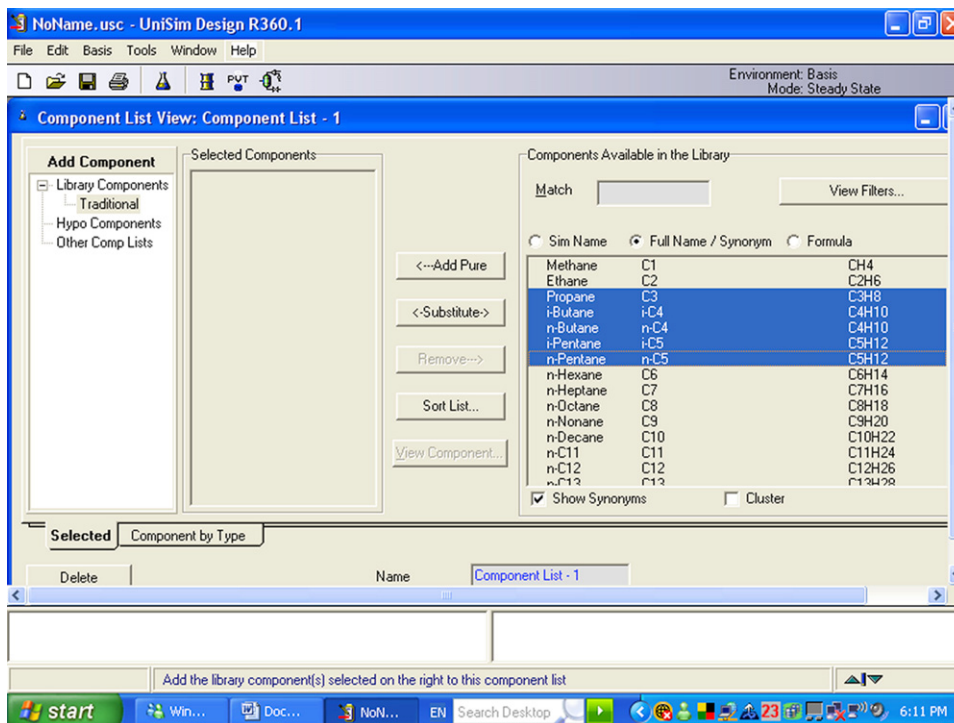 NoName.usc - UniSim Design R360.1
File Edit Basis Tools Window Help
PVT
Environment: Basis
Mode: Steady State
Component List View: Component List - 1
Add Component
Library Components
Traditional
Hypo Components
Other Comp Lists
Selected Components
<---Add Pure
<-Substitute->
Remove--->
Sort List...
View Component...
Components Available in the Library
Match
View Filters...
Sim Name Full Name / Synonym Formula
Methane C1 CH4
Ethane C2 C2H6
Propane C3 C3H8
i-Butane i-C4 C4H10
n-Butane n-C4 C4H10
i-Pentane i-C5 C5H12
n-Pentane n-C5 C5H12
n-Hexane C6 C6H14
n-Heptane C7 C7H16
n-Octane C8 C8H18
n-Nonane C9 C9H20
n-Decane C10 C10H22
n-C11 C11 C11H24
n-C12 C12 C12H26
n-C13 C13 C13H28
Show Synonyms Cluster
Selected Component by Type
Delete Name Component List - 1
Add the library component(s) selected on the right to this component list
start Win... Doc... NoN... EN Search Desktop 23 6:11 PM